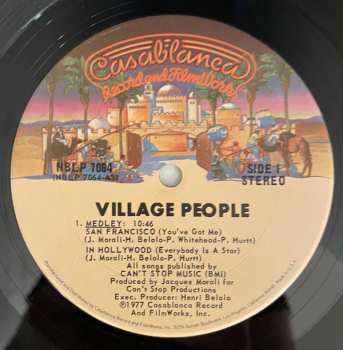 Casablanca
Record and FilmWorks
NBLP 7064
(NBLP 7064-AS)
SIDE 1
STEREO
VILLAGE PEOPLE
1. MEDLEY: 10:46
SAN FRANCISCO (You've Got Me)
(J. Morali-H. Belolo-P. Whitehead-P. Hurtt)
IN HOLLYWOOD (Everybody Is A Star)
(J. Morali-H. Belolo-P. Hurtt)
All songs published by
CAN'T STOP MUSIC (BMI)
Produced by Jacques Morali for
Can't Stop Productions
Exec. Producer: Henri Belolo
℗1977 Casablanca Record
And FilmWorks, Inc.